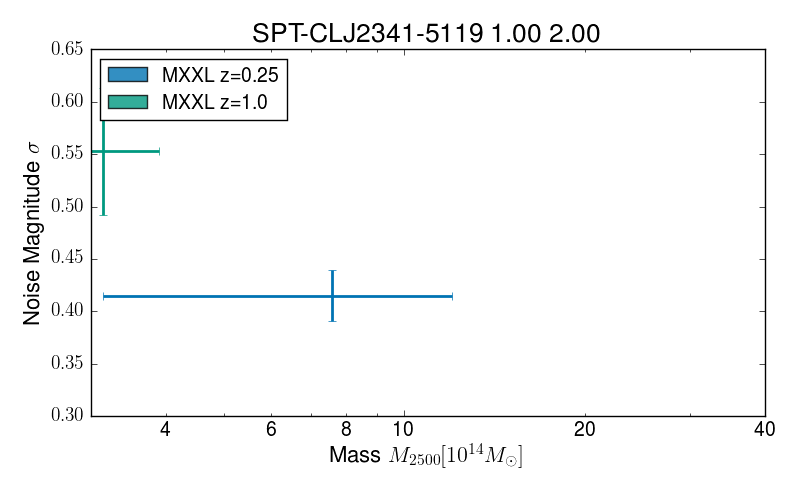 SPT-CLJ2341-5119 1.00 2.00
MXXL z=0.25
MXXL z=1.0
Noise Magnitude σ
0.65
0.60
0.55
0.50
0.45
0.40
0.35
0.30
4 6 8 10 20 40
Mass M₂₅₀₀[10¹⁴M⊙]